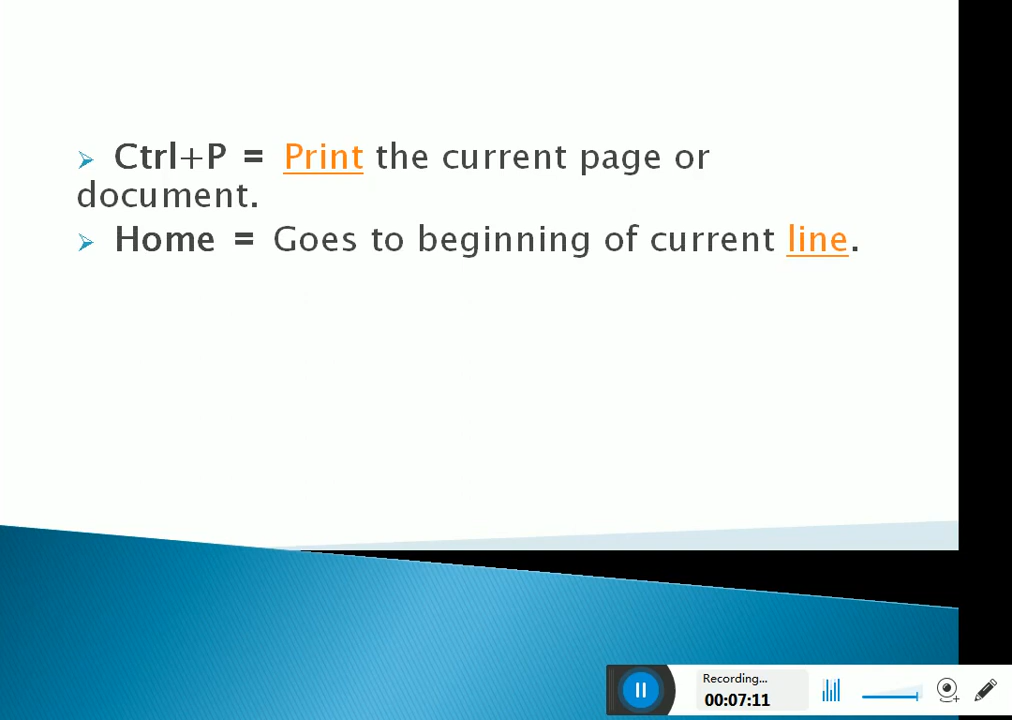 ➢ Ctrl+P = Print the current page or
document.
➢ Home = Goes to beginning of current line.
Recording...
00:07:11